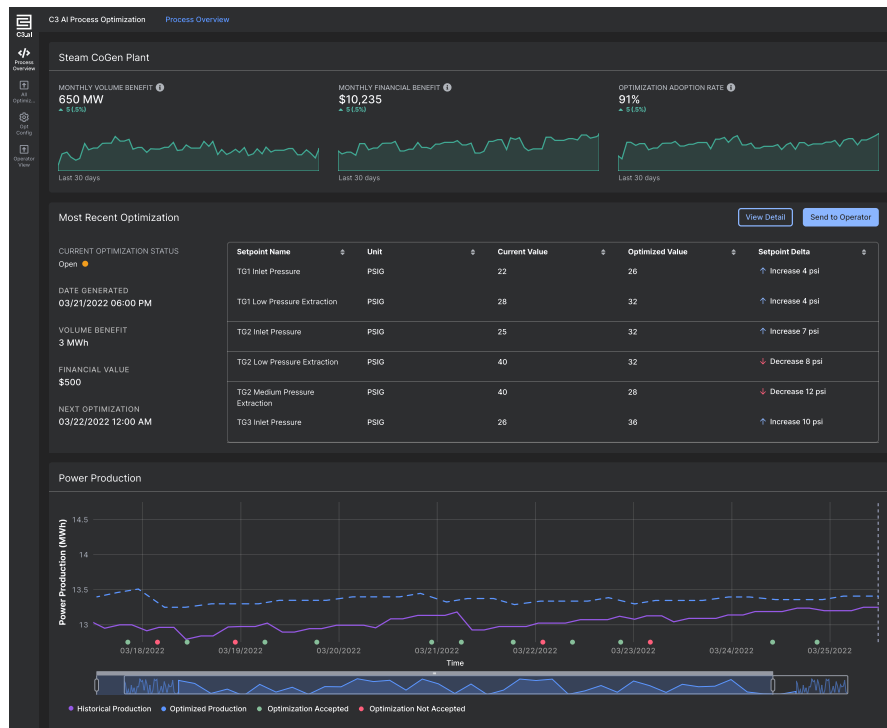 C3 AI Process Optimization
Process Overview
C3.ai
Process
Overview
All
Optimiz...
Opt
Config
Operator
View
Steam CoGen Plant
MONTHLY VOLUME BENEFIT
650 MW
5 (.5%)
Last 30 days
MONTHLY FINANCIAL BENEFIT
$10,235
5 (.5%)
Last 30 days
OPTIMIZATION ADOPTION RATE
91%
5 (.5%)
Last 30 days
Most Recent Optimization
View Detail
Send to Operator
CURRENT OPTIMIZATION STATUS
Open
DATE GENERATED
03/21/2022 06:00 PM
VOLUME BENEFIT
3 MWh
FINANCIAL VALUE
$500
NEXT OPTIMIZATION
03/22/2022 12:00 AM
Setpoint Name Unit Current Value Optimized Value Setpoint Delta
TG1 Inlet Pressure PSIG 22 26 Increase 4 psi
TG1 Low Pressure Extraction PSIG 28 32 Increase 4 psi
TG2 Inlet Pressure PSIG 25 32 Increase 7 psi
TG2 Low Pressure Extraction PSIG 40 32 Decrease 8 psi
TG2 Medium Pressure PSIG 40 28 Decrease 12 psi
Extraction
TG3 Inlet Pressure PSIG 26 36 Increase 10 psi
Power Production
Power Production (MWh)
14.5
14
13.5
13
03/18/2022 03/19/2022 03/20/2022 03/21/2022 03/22/2022 03/23/2022 03/24/2022 03/25/2022
Time
Historical Production Optimized Production Optimization Accepted Optimization Not Accepted